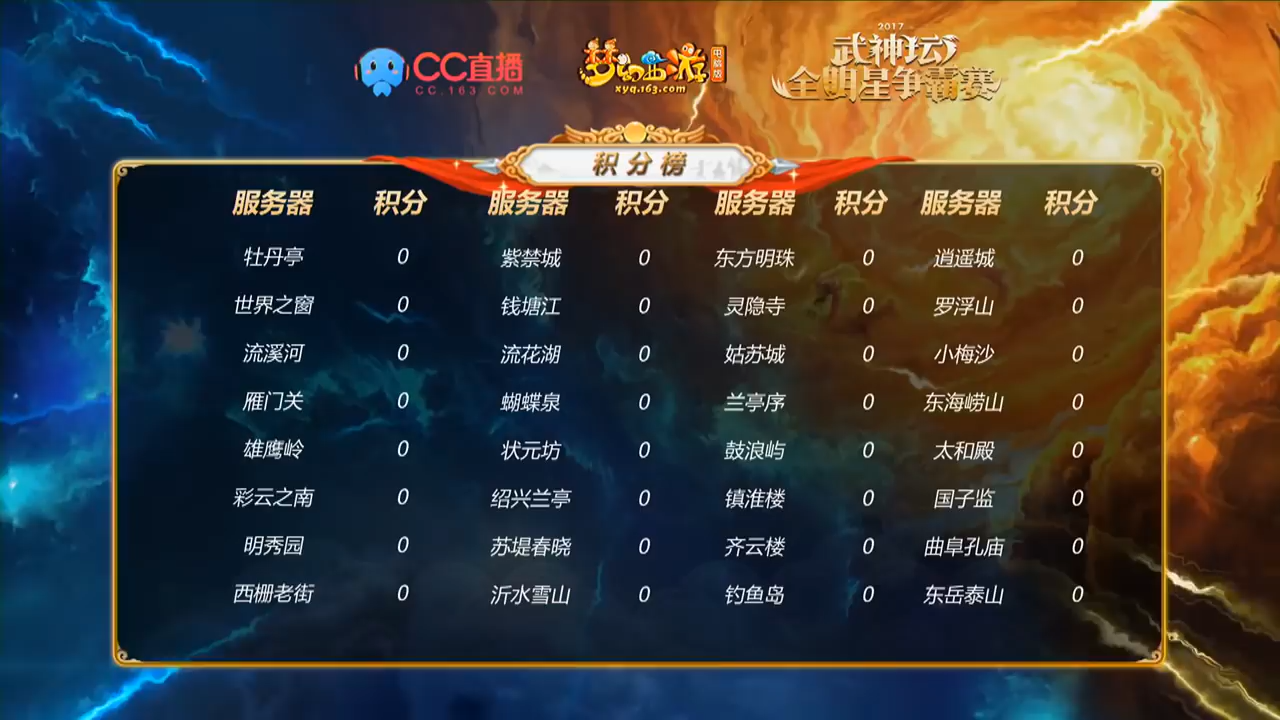 CC直播
CC.163.COM
梦幻西游 电脑版
xyq.163.com
2017
武神坛
全明星争霸赛
积分榜
服务器 积分 服务器 积分 服务器 积分 服务器 积分
牡丹亭 0 紫禁城 0 东方明珠 0 逍遥城 0
世界之窗 0 钱塘江 0 灵隐寺 0 罗浮山 0
流溪河 0 流花湖 0 姑苏城 0 小梅沙 0
雁门关 0 蝴蝶泉 0 兰亭序 0 东海崂山 0
雄鹰岭 0 状元坊 0 鼓浪屿 0 太和殿 0
彩云之南 0 绍兴兰亭 0 镇淮楼 0 国子监 0
明秀园 0 苏堤春晓 0 齐云楼 0 曲阜孔庙 0
西栅老街 0 沂水雪山 0 钓鱼岛 0 东岳泰山 0